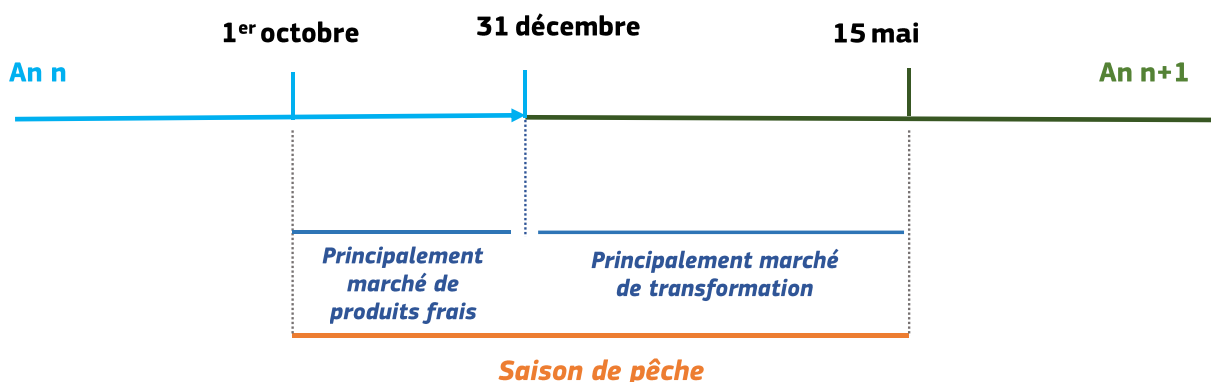 1er octobre
31 décembre
15 mai
An n
An n+1
Principalement
marché de
produits frais
Principalement marché
de transformation
Saison de pêche